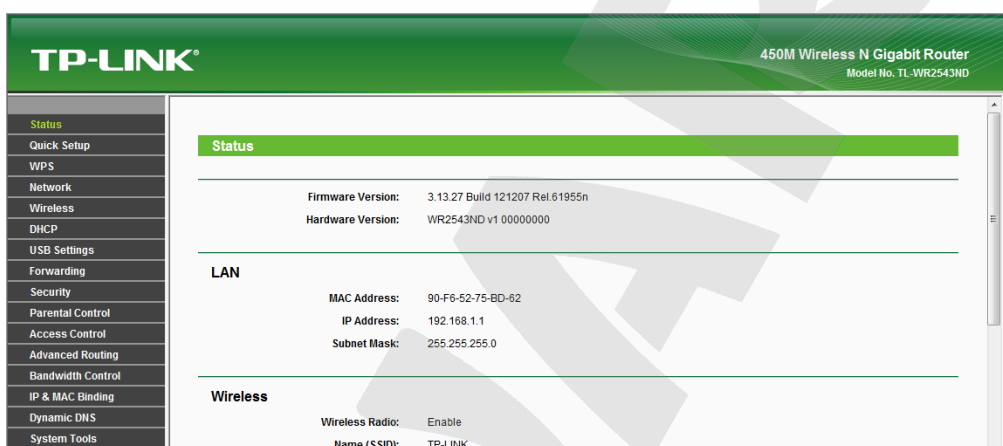 TP-LINK®
450M Wireless N Gigabit Router
Model No. TL-WR2543ND
Status
Quick Setup
WPS
Network
Wireless
DHCP
USB Settings
Forwarding
Security
Parental Control
Access Control
Advanced Routing
Bandwidth Control
IP & MAC Binding
Dynamic DNS
System Tools
Status
Firmware Version: 3.13.27 Build 121207 Rel.61955n
Hardware Version: WR2543ND v1 00000000
LAN
MAC Address: 90-F6-52-75-BD-62
IP Address: 192.168.1.1
Subnet Mask: 255.255.255.0
Wireless
Wireless Radio: Enable
Name (SSID): TP-LINK